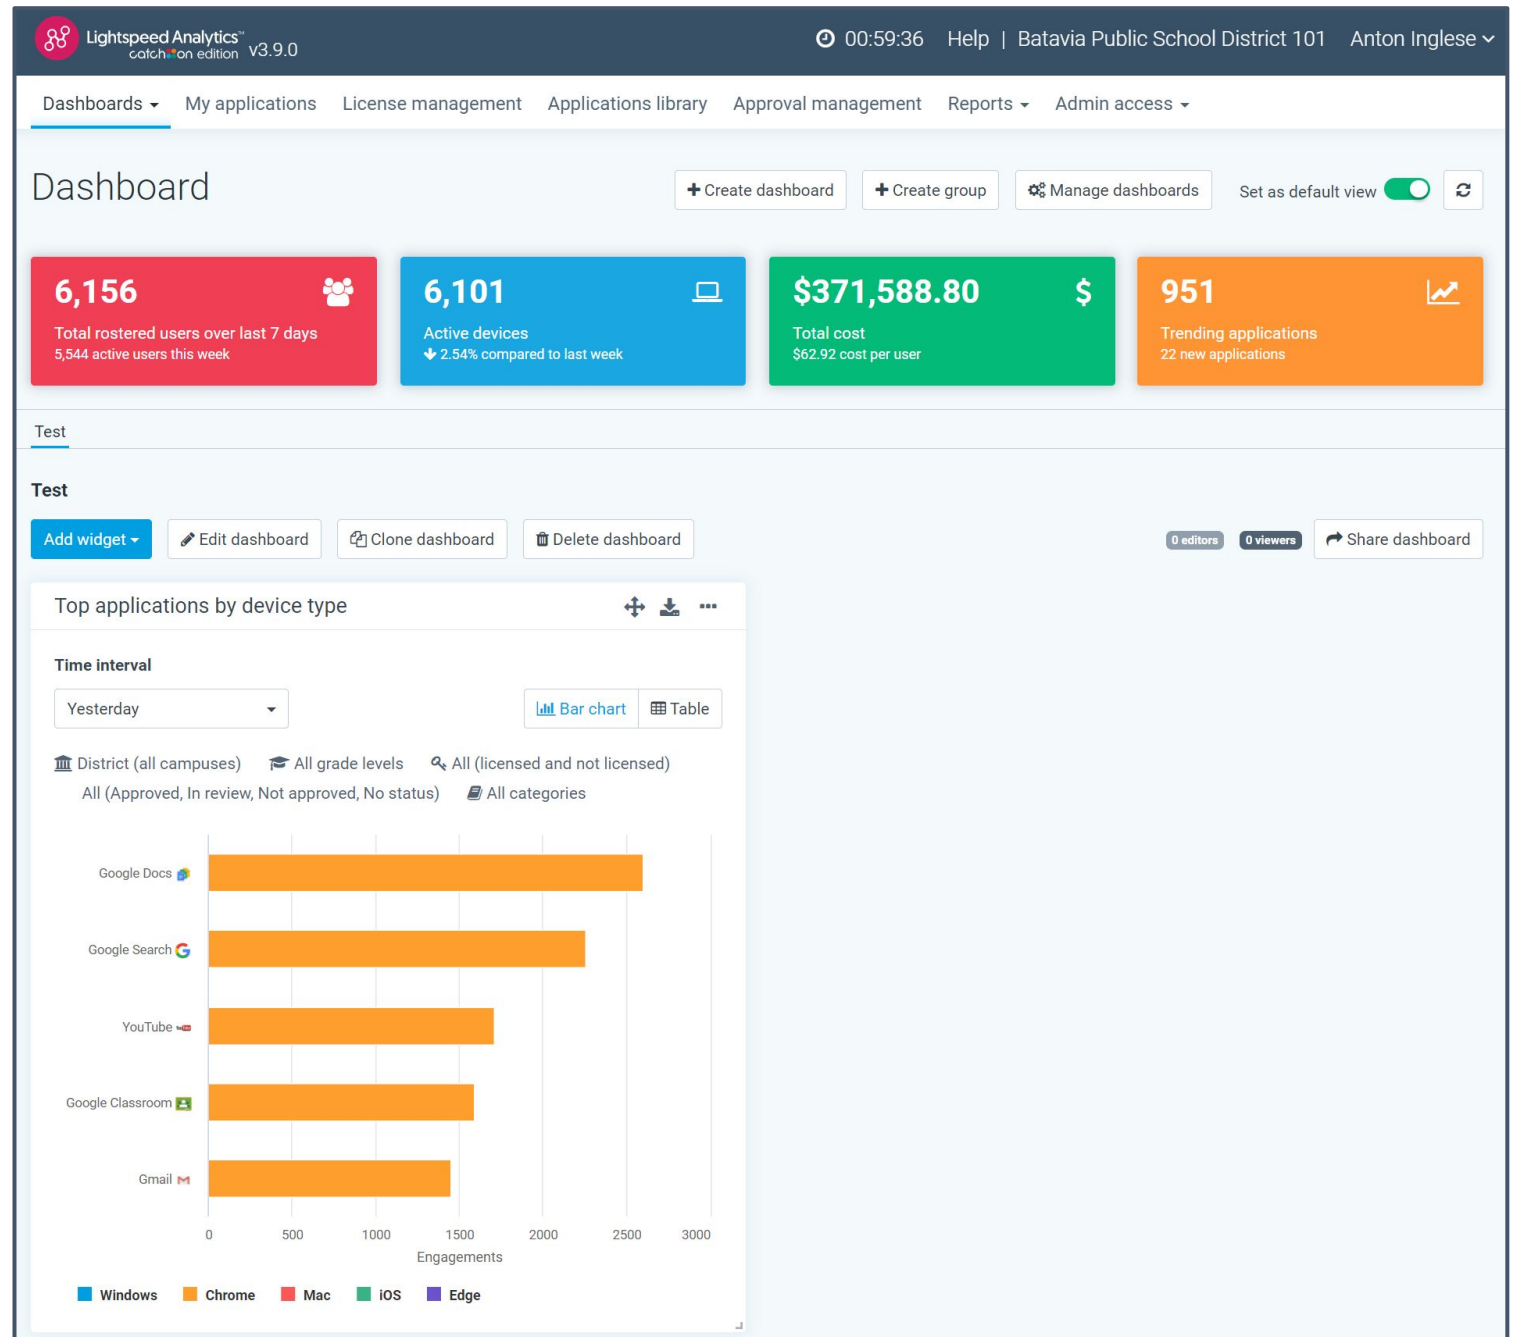 Lightspeed Analytics™
catchon edition v3.9.0
00:59:36 Help | Batavia Public School District 101 Anton Inglese
Dashboards My applications License management Applications library Approval management Reports Admin access
Dashboard
Create dashboard Create group Manage dashboards Set as default view
6,156
Total rostered users over last 7 days
5,544 active users this week
6,101
Active devices
2.54% compared to last week
$371,588.80
$
Total cost
$62.92 cost per user
951
Trending applications
22 new applications
Test
Test
Add widget Edit dashboard Clone dashboard Delete dashboard 0 editors 0 viewers Share dashboard
Top applications by device type
Time interval
Yesterday Bar chart Table
District (all campuses) All grade levels All (licensed and not licensed)
All (Approved, In review, Not approved, No status) All categories
Google Docs
Google Search
YouTube
Google Classroom
Gmail
0 500 1000 1500 2000 2500 3000
Engagements
Windows Chrome Mac iOS Edge